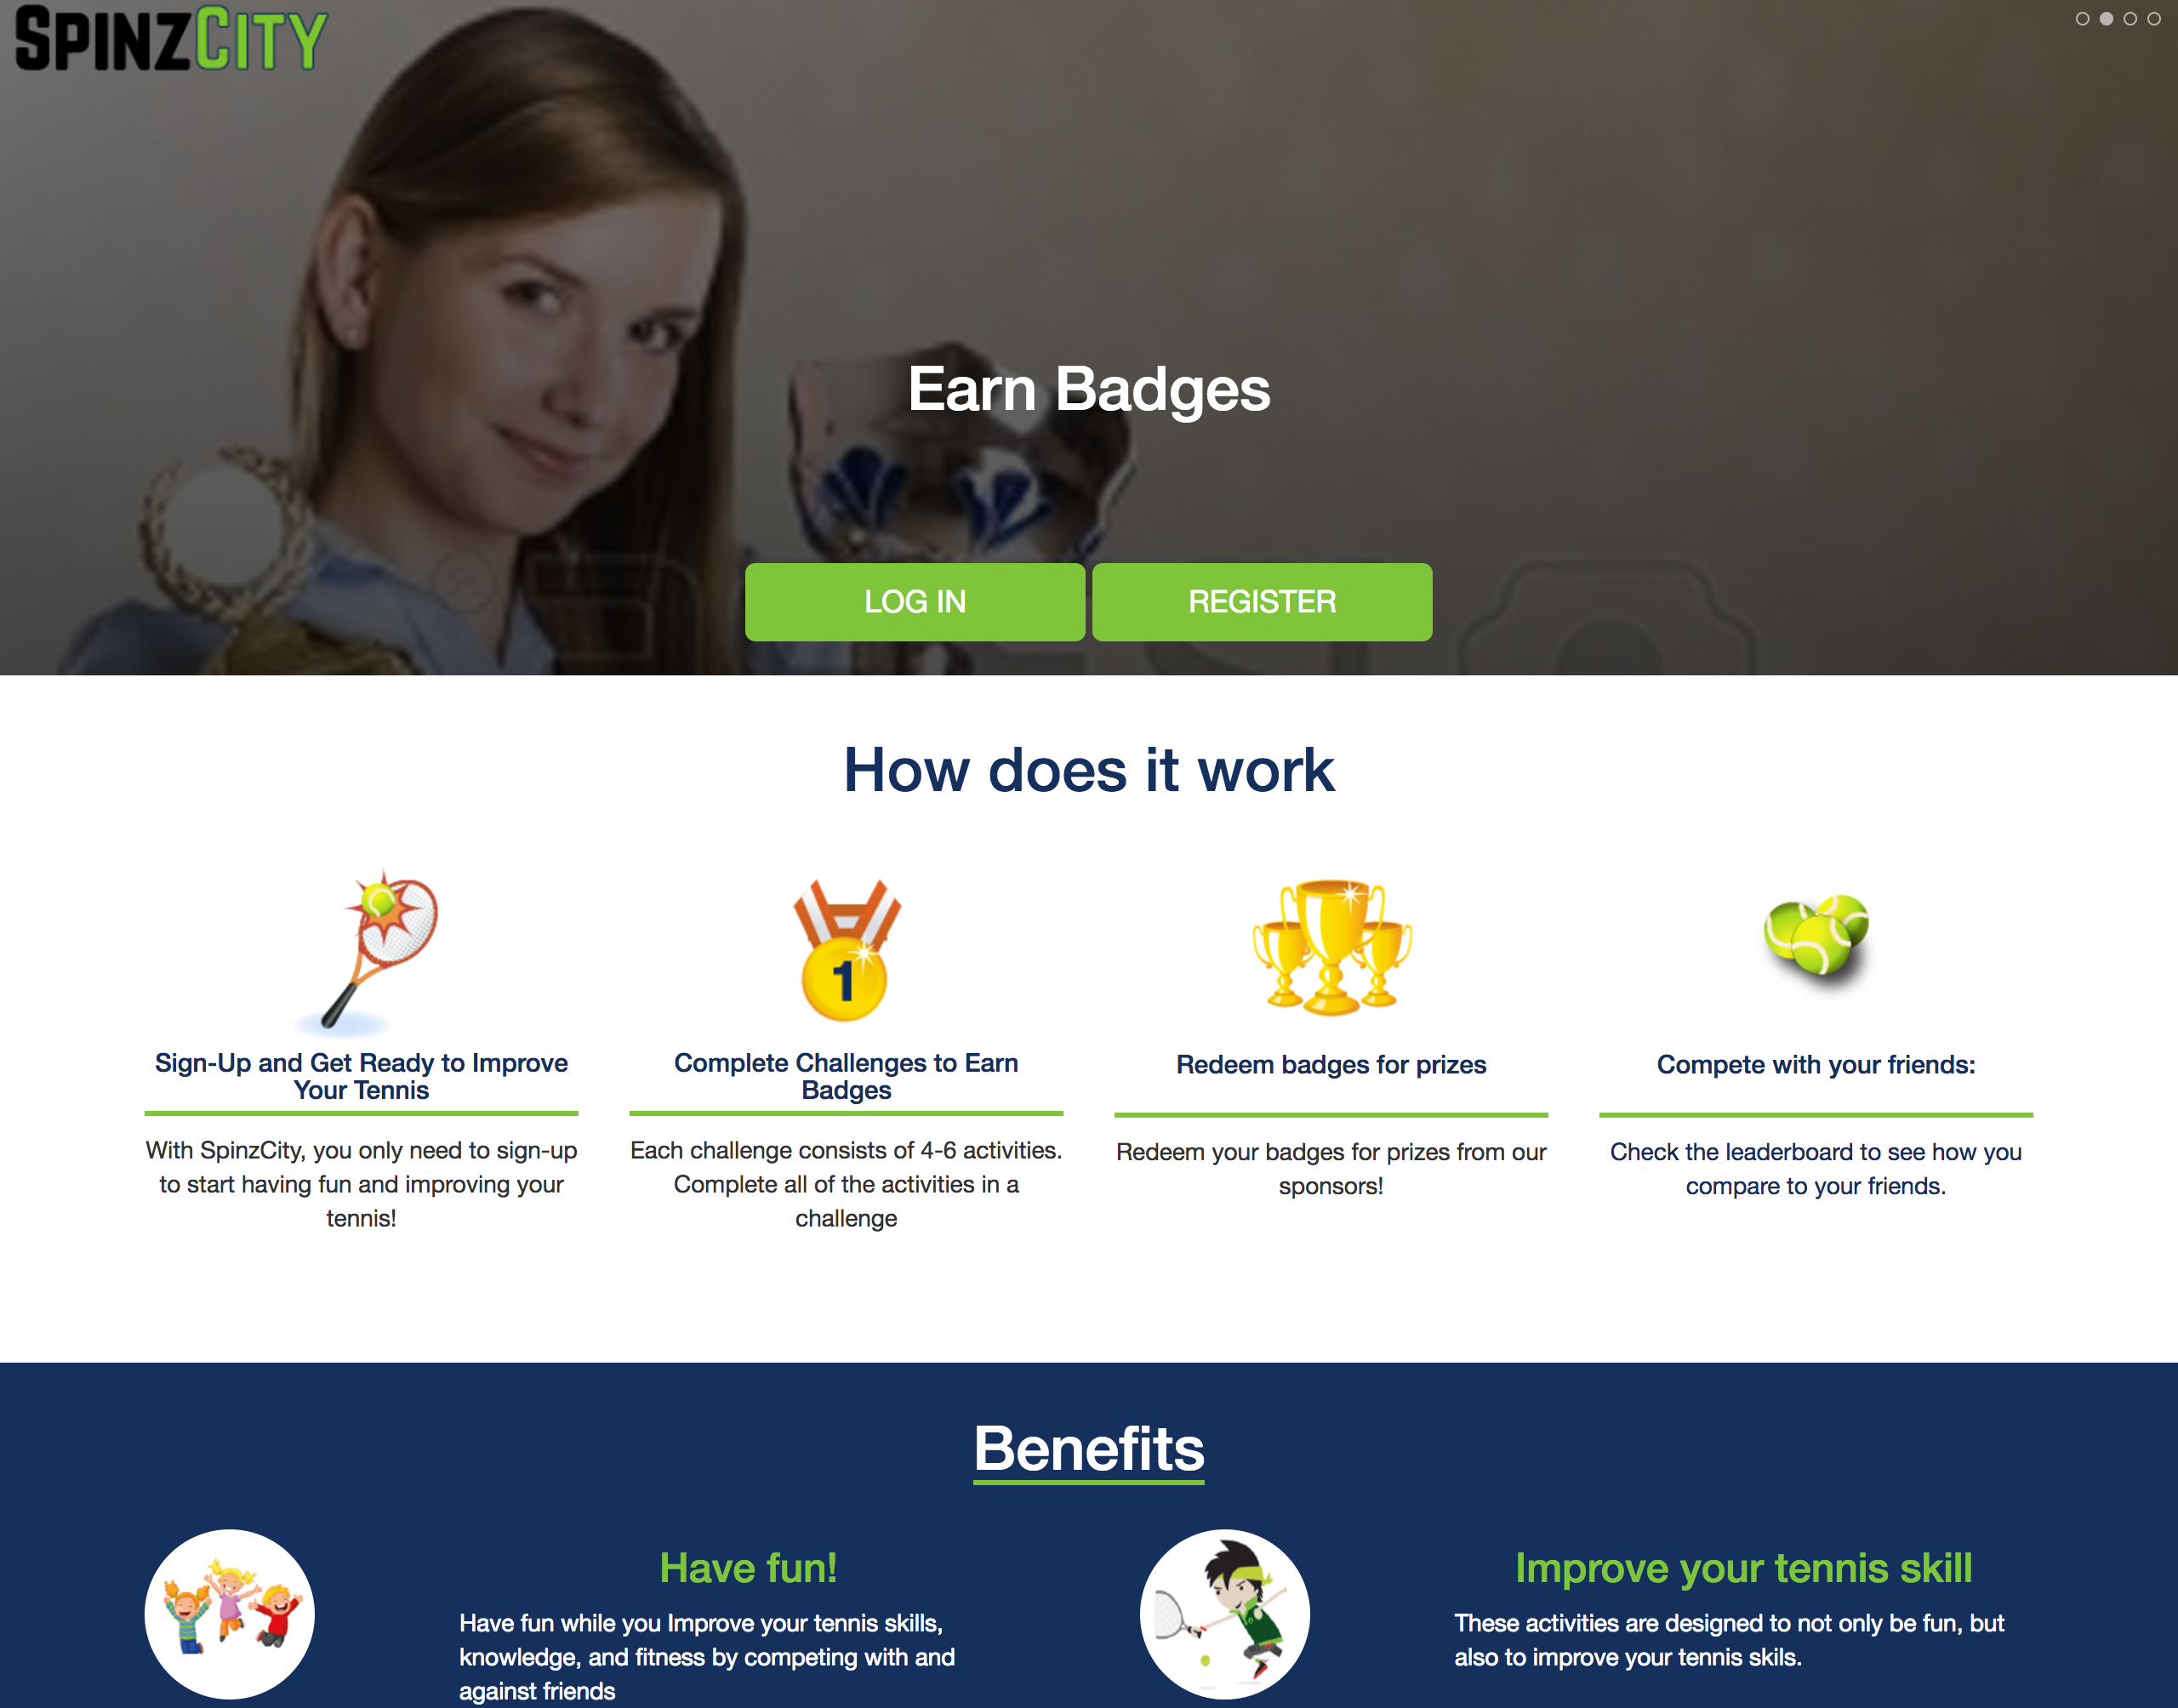 SPINZCITY
Earn Badges
LOG IN
REGISTER
How does it work
Sign-Up and Get Ready to Improve
Your Tennis
With SpinzCity, you only need to sign-up
to start having fun and improving your
tennis!
Complete Challenges to Earn
Badges
Each challenge consists of 4-6 activities.
Complete all of the activities in a
challenge
Redeem badges for prizes
Redeem your badges for prizes from our
sponsors!
Compete with your friends:
Check the leaderboard to see how you
compare to your friends.
1
Benefits
Have fun!
Have fun while you Improve your tennis skills,
knowledge, and fitness by competing with and
against friends
Improve your tennis skill
These activities are designed to not only be fun, but
also to improve your tennis skils.